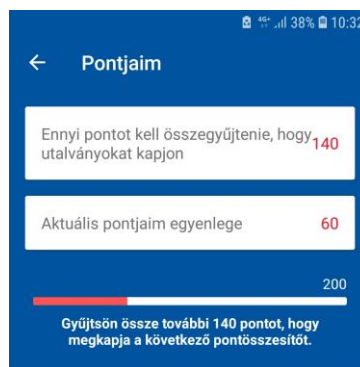 4G+ 38% 10:32
Pontjaim
Ennyi pontot kell összegyűjtenie, hogy 140
utalványokat kapjon
Aktuális pontjaim egyenlege 60
200
Gyűjtsön össze további 140 pontot, hogy
megkapja a következő pontösszesítőt.